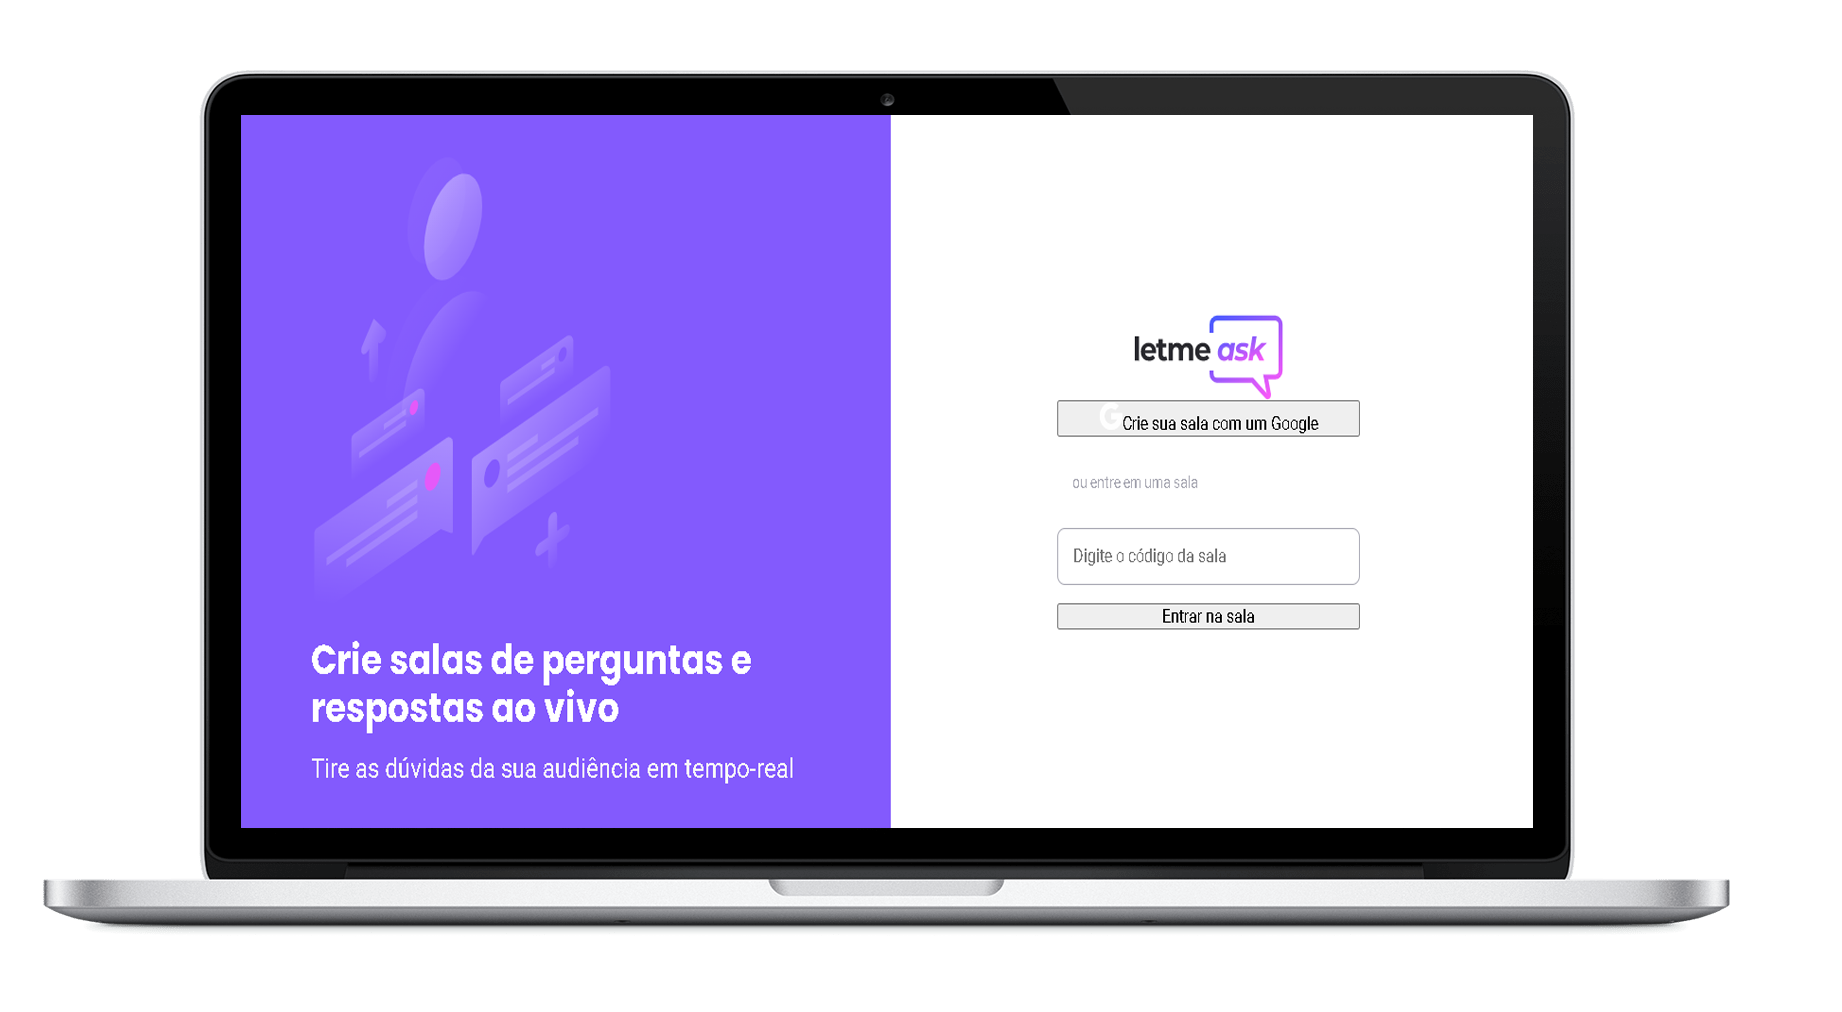 Crie salas de perguntas e
respostas ao vivo
Tire as dúvidas da sua audiência em tempo-real
letme ask
G Crie sua sala com um Google
ou entre em uma sala
Digite o código da sala
Entrar na sala